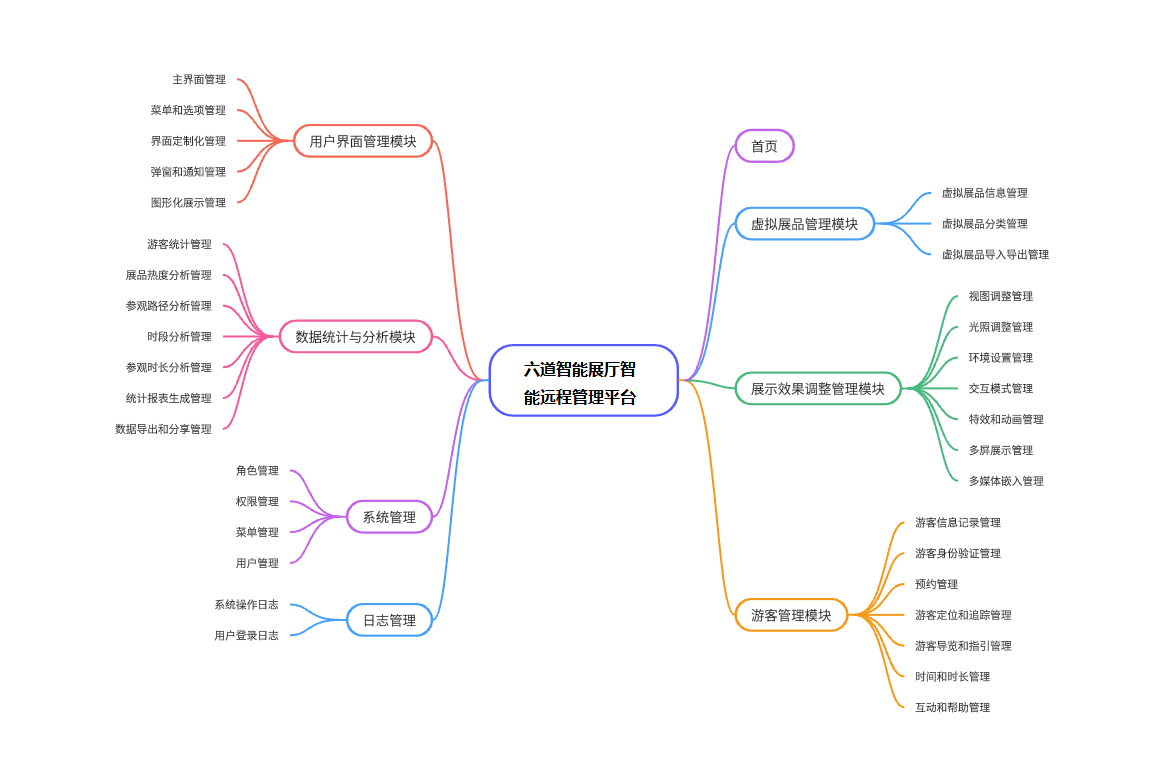 六道智能展厅智
能远程管理平台
首页
虚拟展品管理模块
虚拟展品信息管理
虚拟展品分类管理
虚拟展品导入导出管理
展示效果调整管理模块
视图调整管理
光照调整管理
环境设置管理
交互模式管理
特效和动画管理
多屏展示管理
多媒体嵌入管理
游客管理模块
游客信息记录管理
游客身份验证管理
预约管理
游客定位和追踪管理
游客导览和指引管理
时间和时长管理
互动和帮助管理
用户界面管理模块
主界面管理
菜单和选项管理
界面定制化管理
弹窗和通知管理
图形化展示管理
数据统计与分析模块
游客统计管理
展品热度分析管理
参观路径分析管理
时段分析管理
参观时长分析管理
统计报表生成管理
数据导出和分享管理
系统管理
角色管理
权限管理
菜单管理
用户管理
日志管理
系统操作日志
用户登录日志